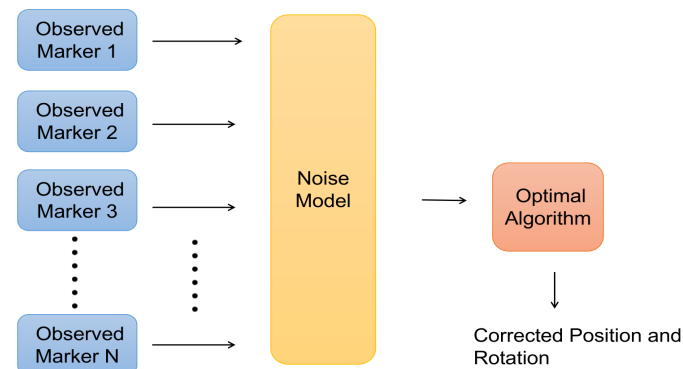 Observed
Marker 1
Observed
Marker 2
Observed
Marker 3
Observed
Marker N
Noise
Model
Optimal
Algorithm
Corrected Position and
Rotation